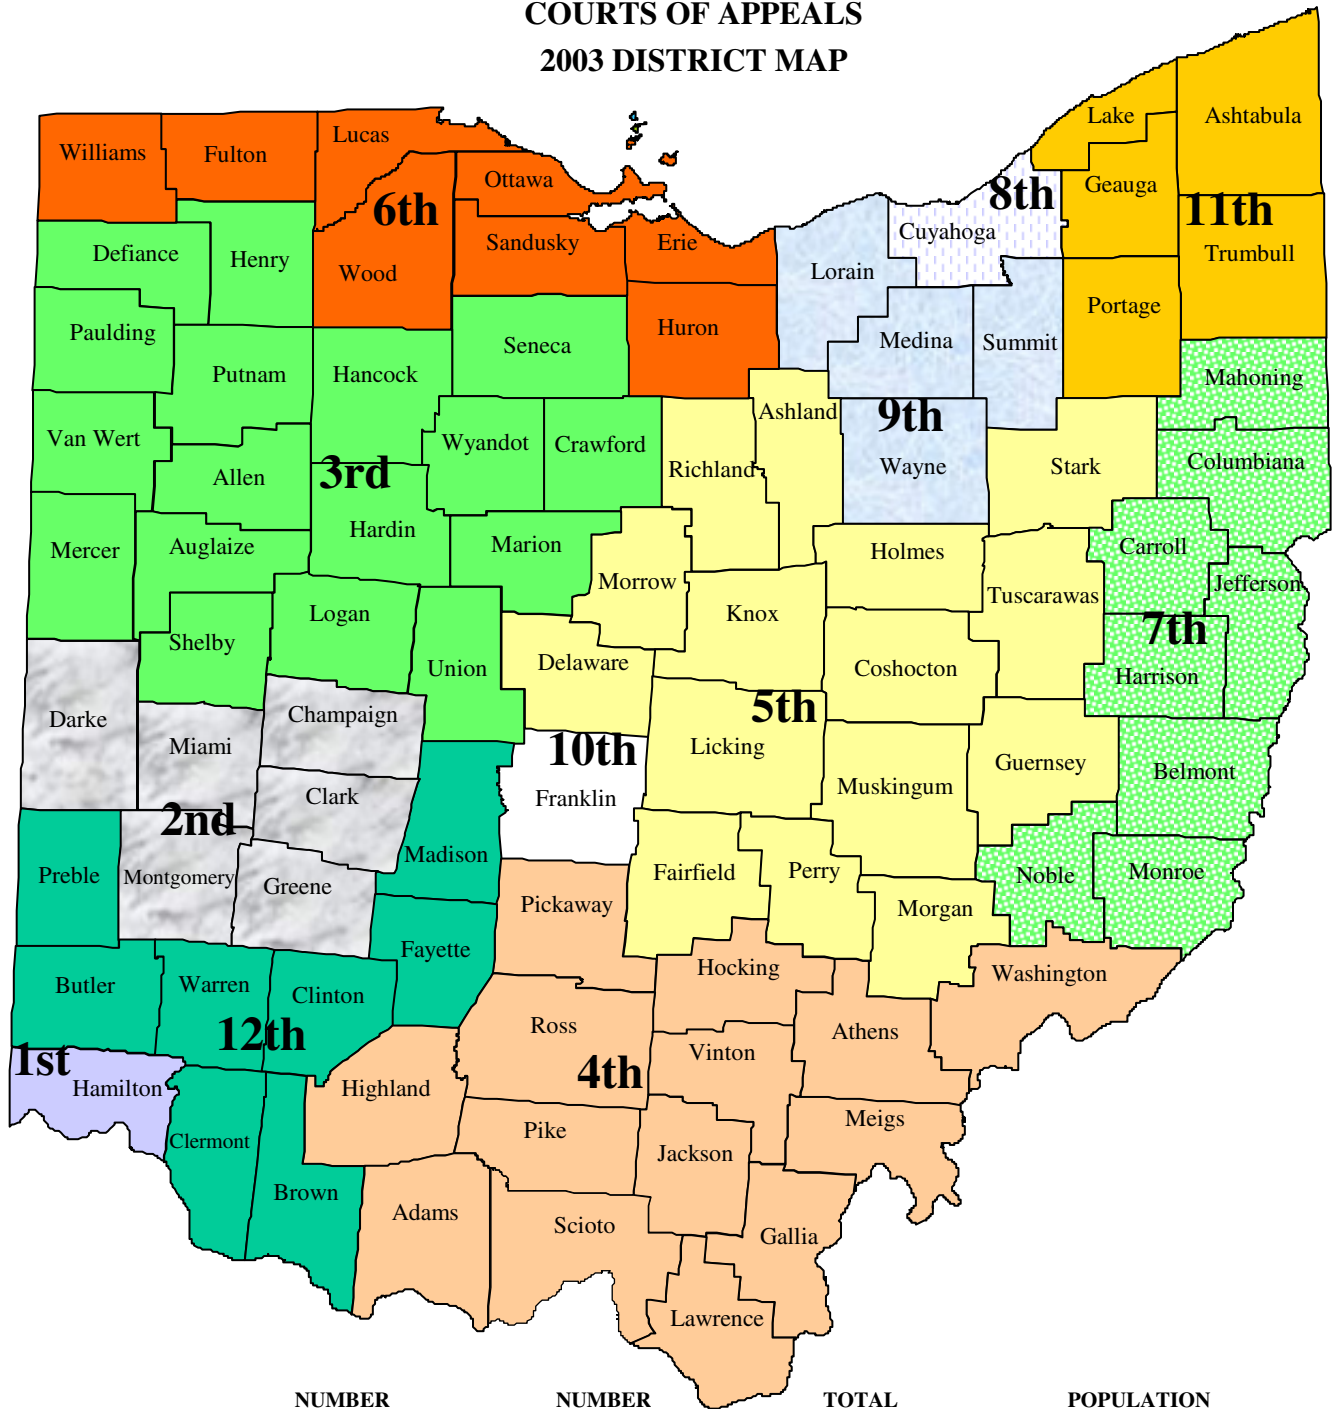 COURTS OF APPEALS
2003 DISTRICT MAP
Lake
Ashtabula
Lucas
Williams
Fulton
Ottawa
Geauga
8th
6th
11th
Cuyahoga
Erie
Sandusky
Defiance
Henry
Trumbull
Wood
Lorain
Portage
Paulding
Huron
Medina
Summit
Seneca
Putnam
Hancock
Mahoning
Ashland
9th
Van Wert
Wyandot
Crawford
Richland
Wayne
Stark
Columbiana
3rd
Allen
Hardin
Marion
Mercer
Auglaize
Holmes
Carroll
Morrow
Jefferson
Tuscarawas
Logan
Knox
7th
Shelby
Union
Delaware
Coshocton
Harrison
5th
Darke
Champaign
Miami
10th
Licking
Guernsey
Belmont
Muskingum
Clark
Franklin
2nd
Madison
Preble
Montgomery
Greene
Fairfield
Perry
Noble
Monroe
Pickaway
Morgan
Fayette
Hocking
Washington
Butler
Warren
Clinton
12th
Ross
Athens
1st
Vinton
4th
Hamilton
Highland
Meigs
Clermont
Pike
Jackson
Brown
Adams
Scioto
Gallia
Lawrence
NUMBER NUMBER TOTAL POPULATION